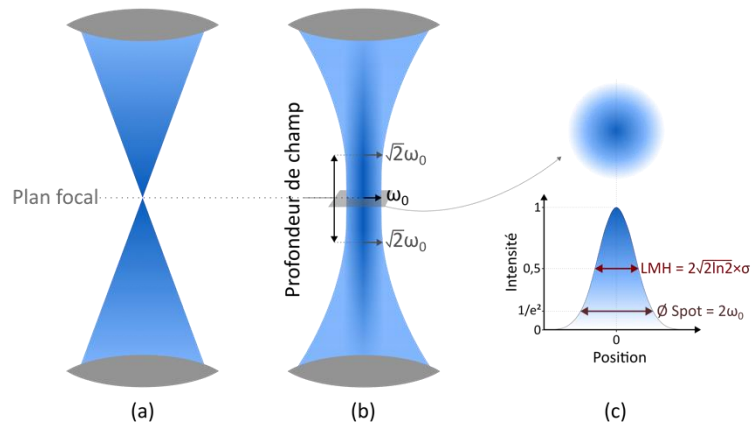 Plan focal
Profondeur de champ
√2ω₀
ω₀
√2ω₀
Intensité
1
0,5
1/e²
0
LMH = 2√2ln2×σ
Ø Spot = 2ω₀
0
Position
(a)
(b)
(c)